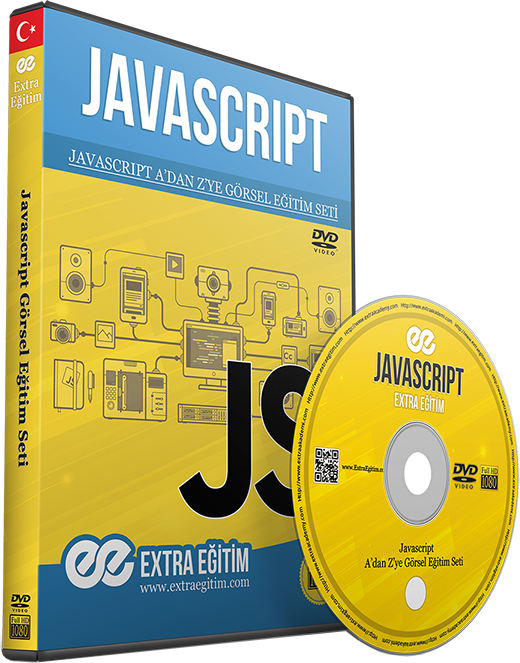 Extra
Eğitim
Javascript Görsel Eğitim Seti
DVD
VIDEO
Full HD
1080
JAVASCRIPT
JAVASCRIPT A'DAN Z'YE GÖRSEL EĞİTİM SETİ
DVD
VIDEO
Cc
JS
EXTRA EĞİTİM
www.extraegitim.com
JAVASCRIPT
EXTRA EĞİTİM
DVD
VIDEO
Full HD
1080
Javascript
A'dan Z'ye Görsel Eğitim Seti